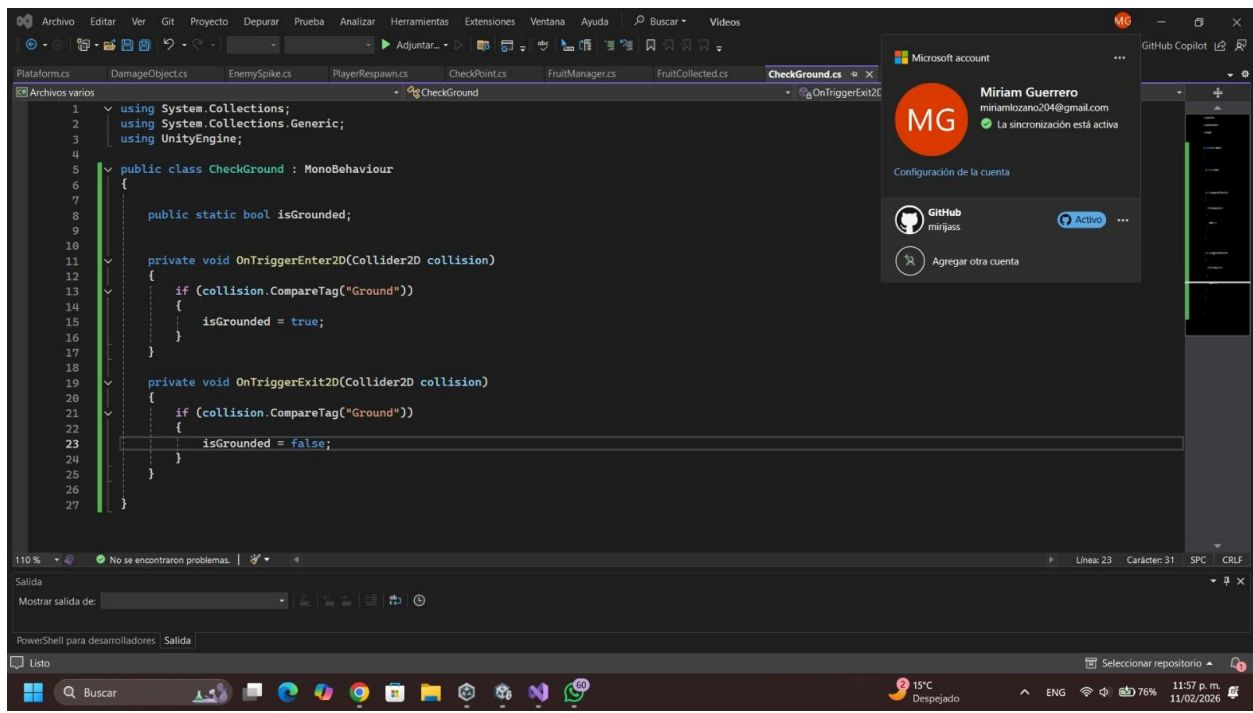 Archivo Editar Ver Git Proyecto Depurar Prueba Analizar Herramientas Extensiones Ventana Ayuda Buscar Videos MG
Adjuntar... GitHub Copilot
Plataform.cs DamageObject.cs EnemySpike.cs PlayerRespawn.cs CheckPoint.cs FruitManager.cs FruitCollected.cs CheckGround.cs
Archivos varios CheckGround OnTriggerExit2D
Microsoft account
MG
Miriam Guerrero
miriamlozano204@gmail.com
La sincronización está activa
Configuración de la cuenta
GitHub
mirijass
Activo
Agregar otra cuenta
1 using System.Collections;
2 using System.Collections.Generic;
3 using UnityEngine;
4
5 public class CheckGround : MonoBehaviour
6 {
7
8 public static bool isGrounded;
9
10
11 private void OnTriggerEnter2D(Collider2D collision)
12 {
13 if (collision.CompareTag("Ground"))
14 {
15 isGrounded = true;
16 }
17 }
18
19 private void OnTriggerExit2D(Collider2D collision)
20 {
21 if (collision.CompareTag("Ground"))
22 {
23 isGrounded = false;
24 }
25 }
26
27 }
110 % No se encontraron problemas. Línea: 23 Carácter: 31 SPC CRLF
Salida
Mostrar salida de:
PowerShell para desarrolladores Salida
Listo Seleccionar repositorio 1
Buscar 60 2 15°C ENG 76% 11:57 p. m.
Despejado 11/02/2026